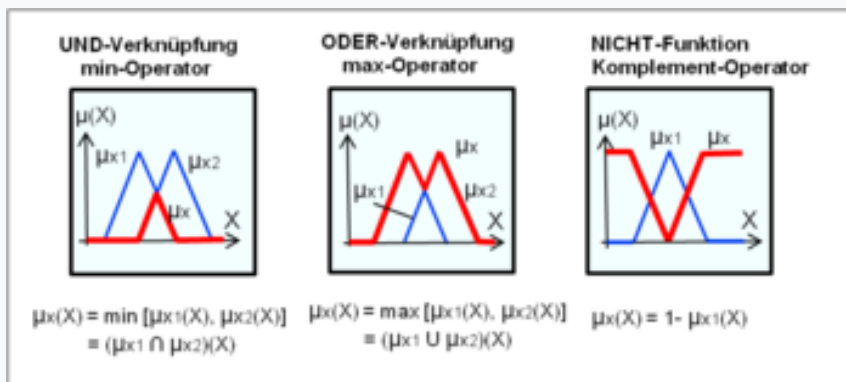 UND-Verknüpfung
min-Operator
μ(X)
μx1
μx2
μx
X
μx(X) = min [μx1(X), μx2(X)]
= (μx1 ∩ μx2)(X)
ODER-Verknüpfung
max-Operator
μ(X)
μx
μx1
μx2
X
μx(X) = max [μx1(X), μx2(X)]
= (μx1 U μx2)(X)
NICHT-Funktion
Komplement-Operator
μ(X)
μx1
μx
X
μx(X) = 1- μx1(X)